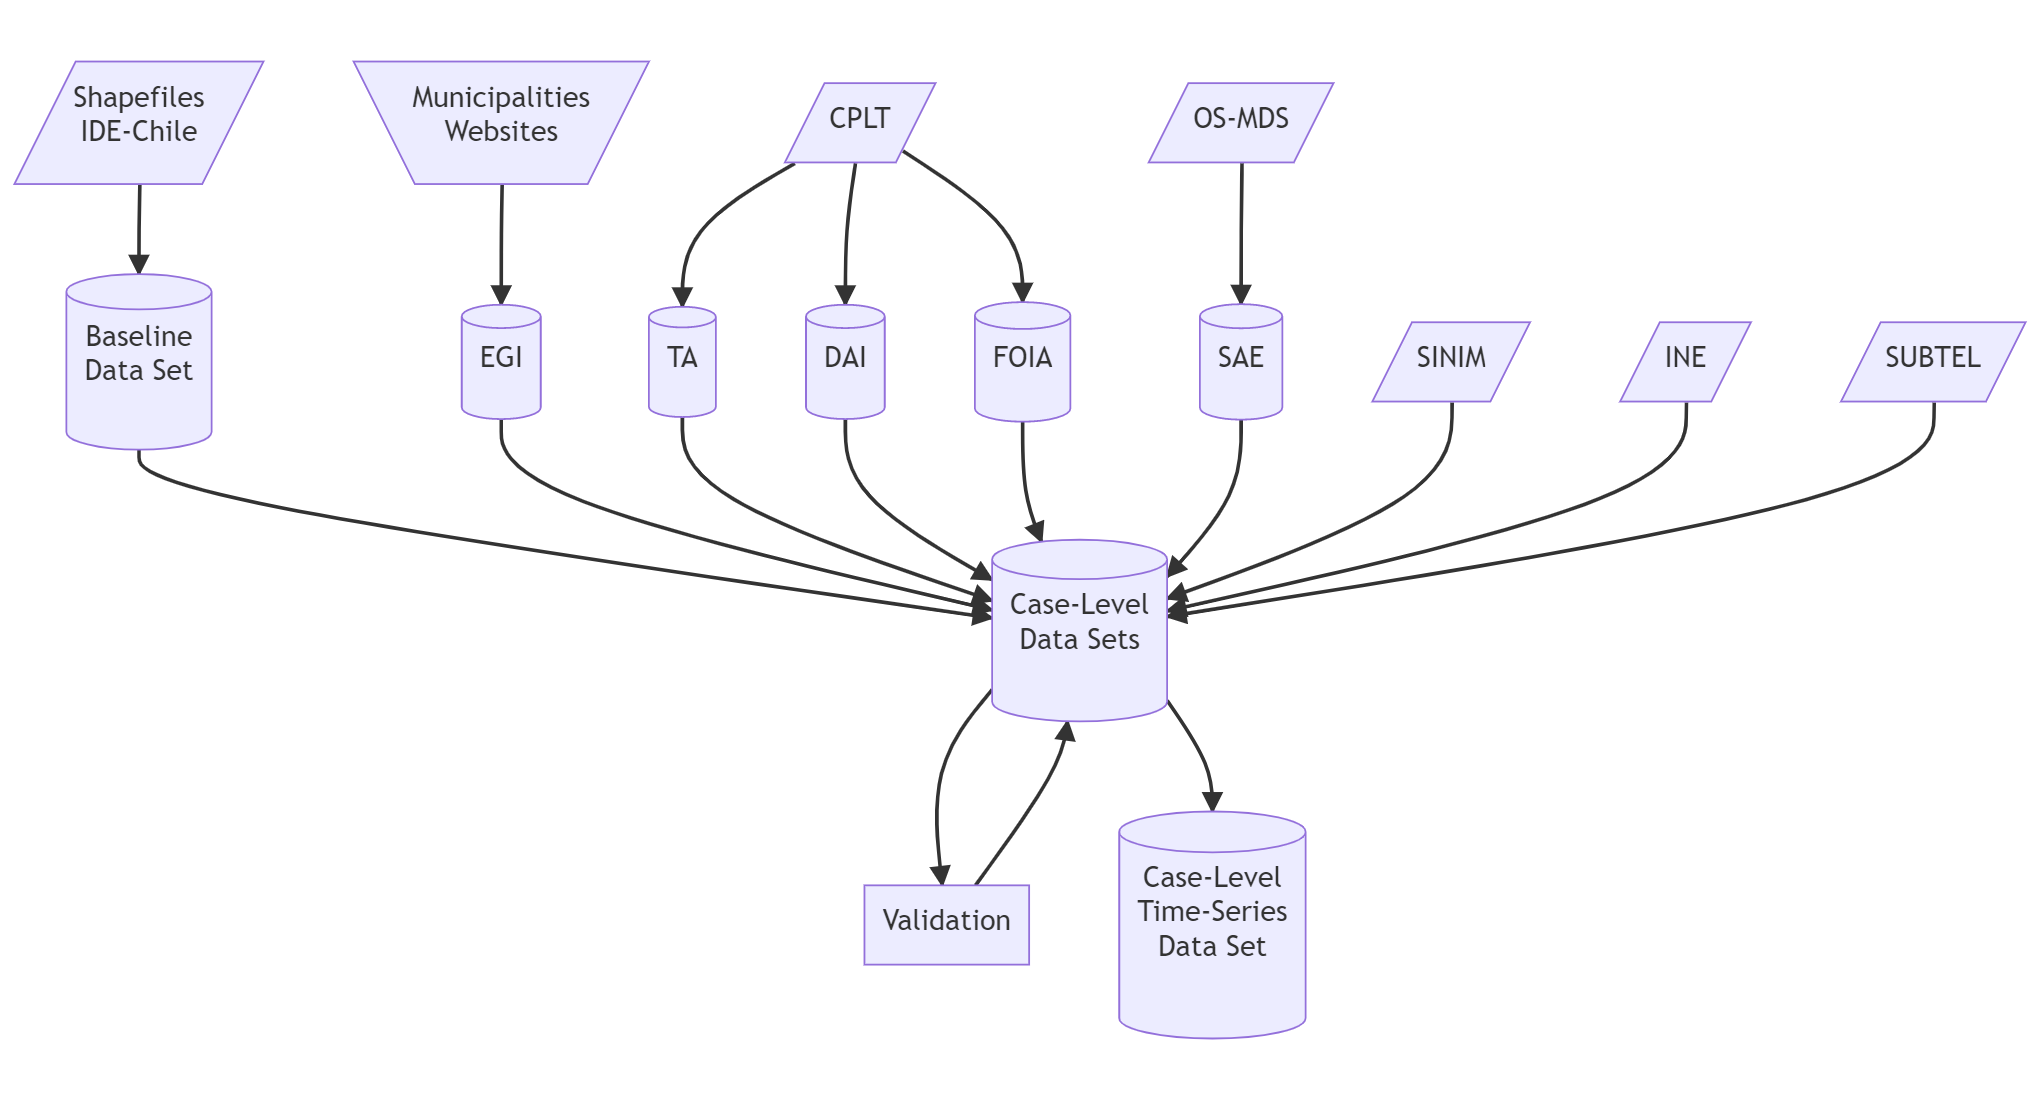 Shapefiles
IDE-Chile
Municipalities
Websites
CPLT
OS-MDS
Baseline
Data Set
EGI
TA
DAI
FOIA
SAE
SINIM
INE
SUBTEL
Case-Level
Data Sets
Validation
Case-Level
Time-Series
Data Set